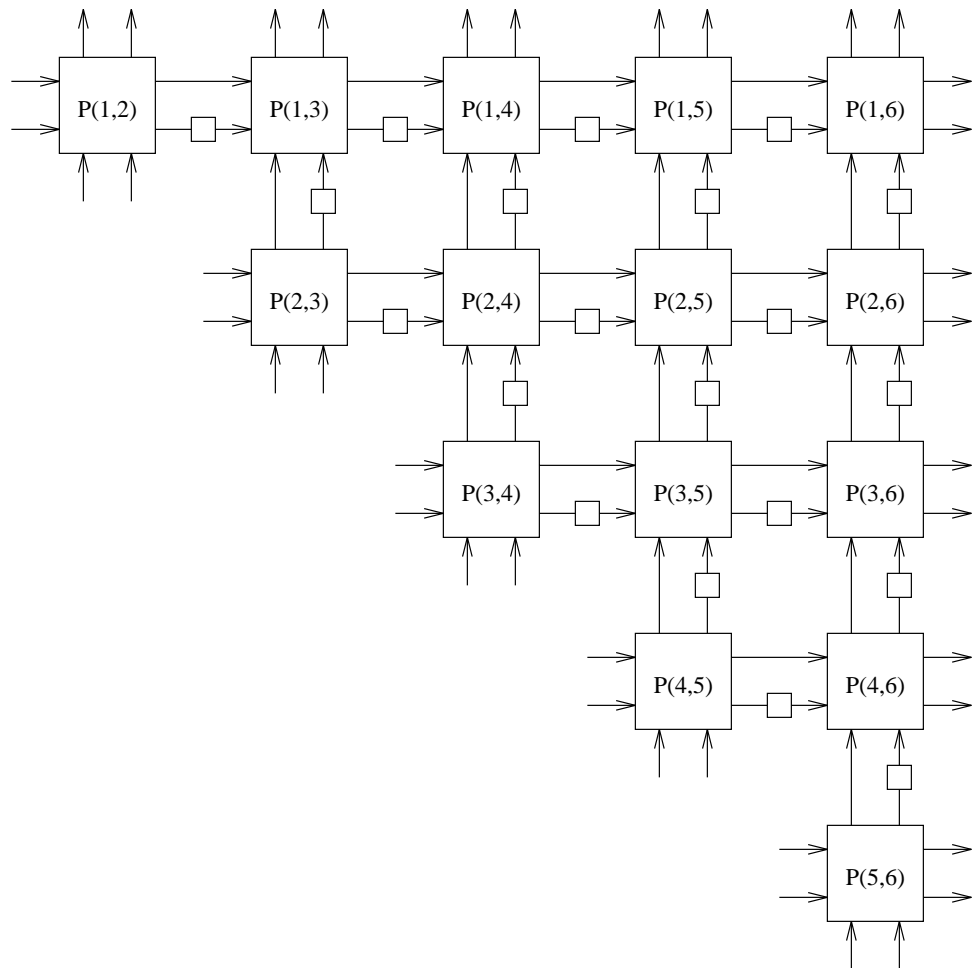 P(1,2) P(1,3) P(1,4) P(1,5) P(1,6)
P(2,3) P(2,4) P(2,5) P(2,6)
P(3,4) P(3,5) P(3,6)
P(4,5) P(4,6)
P(5,6)